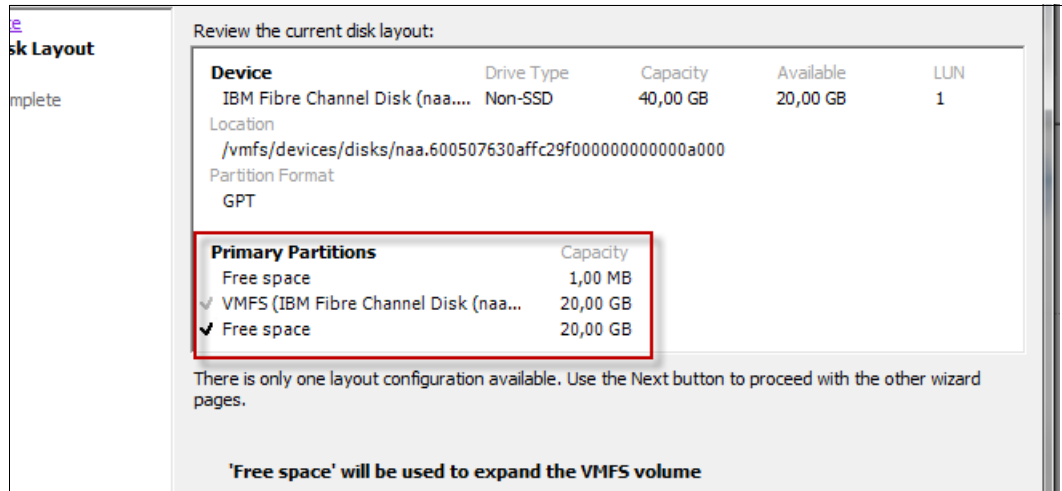 e
sk Layout
mplete
Review the current disk layout:
Device Drive Type Capacity Available LUN
IBM Fibre Channel Disk (naa.... Non-SSD 40,00 GB 20,00 GB 1
Location
/vmfs/devices/disks/naa.600507630affc29f000000000000a000
Partition Format
GPT
Primary Partitions Capacity
Free space 1,00 MB
VMFS (IBM Fibre Channel Disk (naa... 20,00 GB
Free space 20,00 GB
There is only one layout configuration available. Use the Next button to proceed with the other wizard
pages.
'Free space' will be used to expand the VMFS volume